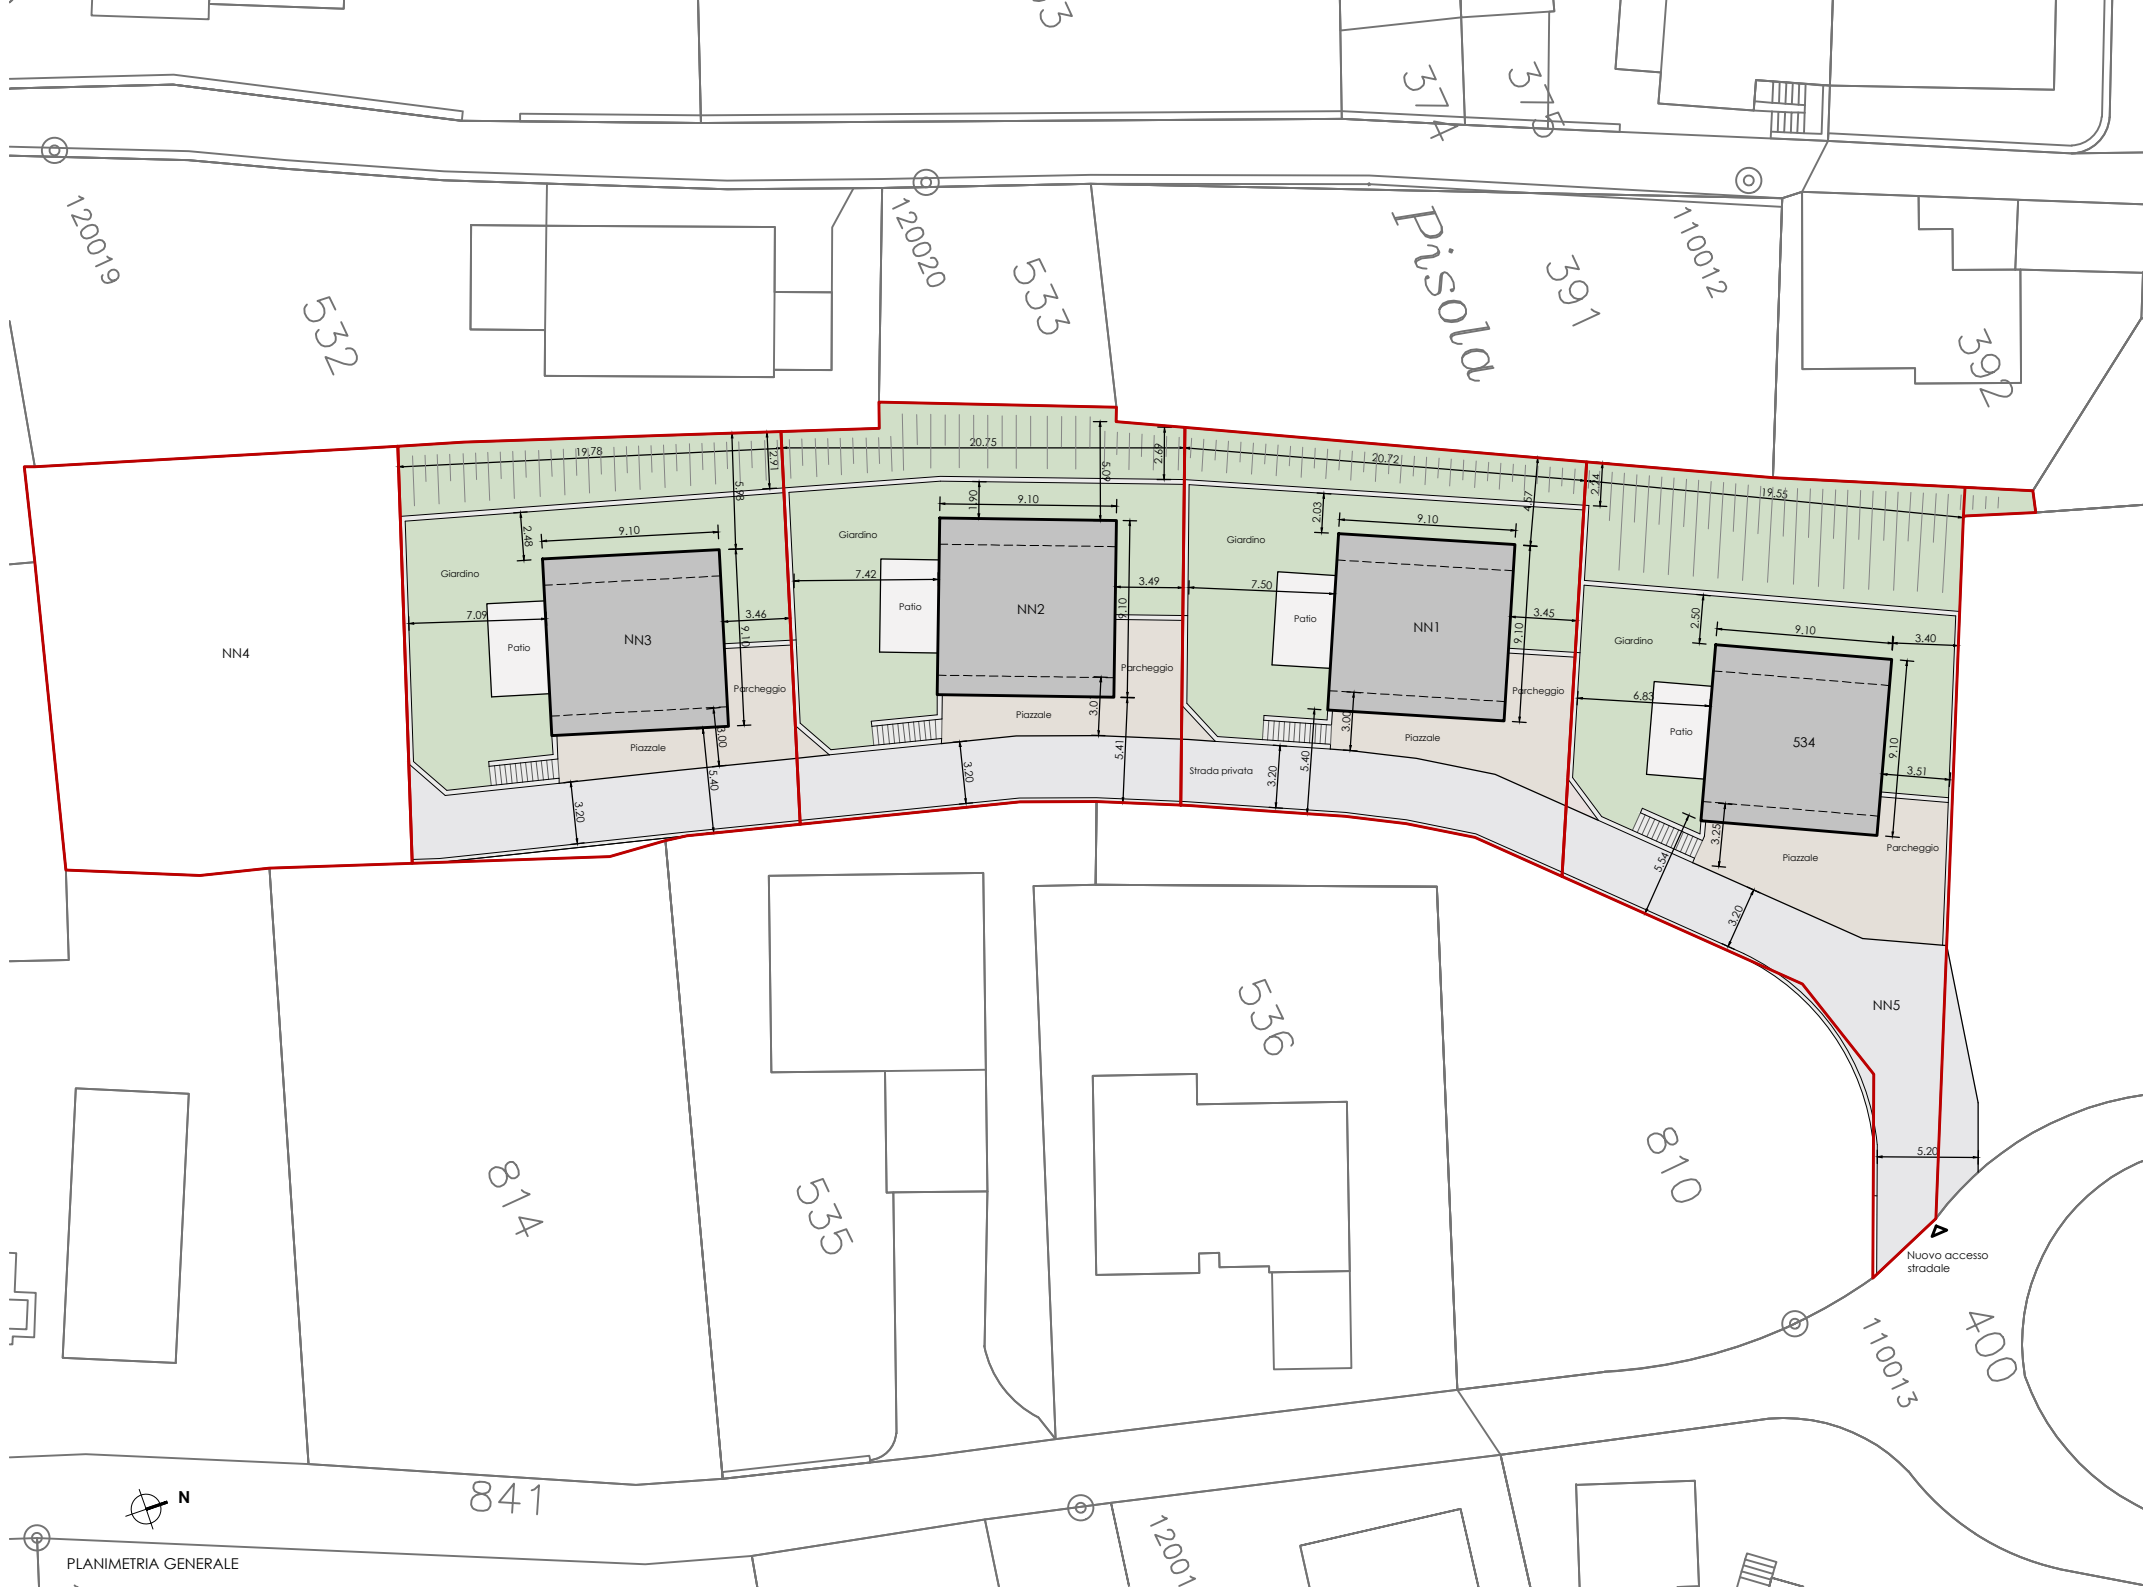 374
375
120019
532
120020
533
Pisola
391
110012
392
19.78
2.91
5.98
20.75
5.09
2.69
20.72
4.57
2.24
19.55
2.48
9.10
1.90
9.10
2.03
9.10
2.50
9.10
3.40
Giardino
Giardino
Giardino
Giardino
7.09
Patio
NN3
3.46
9.10
7.42
Patio
NN2
3.49
9.10
7.50
Patio
NN1
3.45
9.10
6.83
Patio
534
9.10
3.51
NN4
Parcheggio
Parcheggio
Parcheggio
Parcheggio
Piazzale
Piazzale
Piazzale
Piazzale
3.00
5.40
3.20
3.20
5.41
Strada privata
3.20
5.40
3.00
3.25
5.54
3.20
NN5
536
814
535
810
5.20
Nuovo accesso
stradale
400
110013
841
N
PLANIMETRIA GENERALE